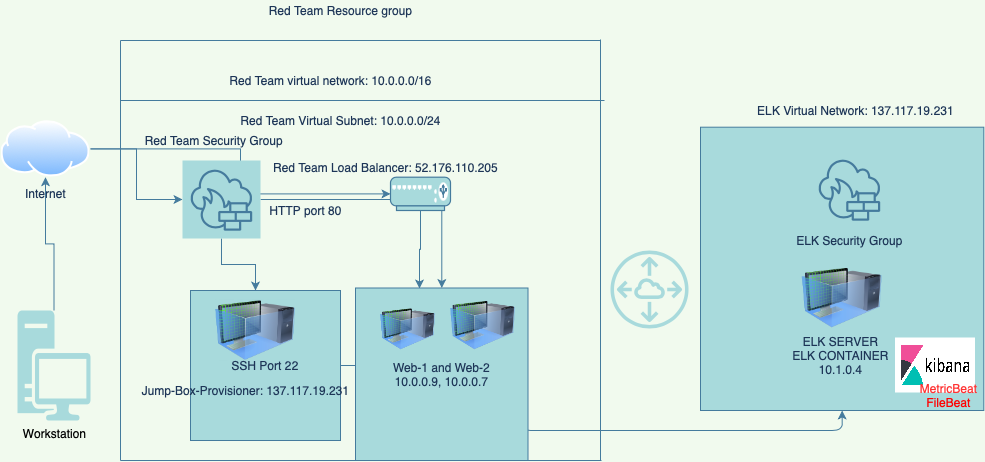 Red Team Resource group
Red Team virtual network: 10.0.0.0/16
Red Team Virtual Subnet: 10.0.0.0/24
Red Team Security Group
Red Team Load Balancer: 52.176.110.205
HTTP port 80
Internet
Workstation
SSH Port 22
Jump-Box-Provisioner: 137.117.19.231
Web-1 and Web-2
10.0.0.9, 10.0.0.7
ELK Virtual Network: 137.117.19.231
ELK Security Group
ELK SERVER
ELK CONTAINER
10.1.0.4
kibana
MetricBeat
FileBeat